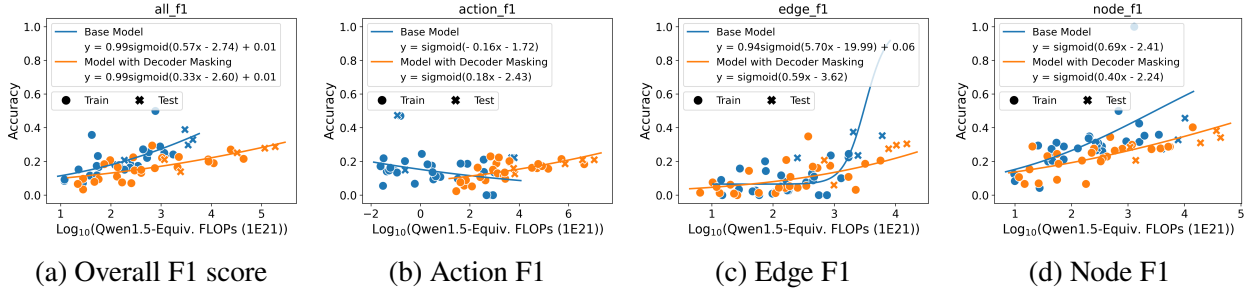 all_f1
Accuracy
1.0
0.8
0.6
0.4
0.2
0.0
Base Model
y = 0.99sigmoid(0.57x - 2.74) + 0.01
Model with Decoder Masking
y = 0.99sigmoid(0.33x - 2.60) + 0.01
Train Test
1 2 3 4 5
Log10(Qwen1.5-Equiv. FLOPs (1E21))
(a) Overall F1 score
action_f1
Accuracy
1.0
0.8
0.6
0.4
0.2
0.0
Base Model
y = sigmoid(- 0.16x - 1.72)
Model with Decoder Masking
y = sigmoid(0.18x - 2.43)
Train Test
−2 0 2 4 6
Log10(Qwen1.5-Equiv. FLOPs (1E21))
(b) Action F1
edge_f1
Accuracy
1.0
0.8
0.6
0.4
0.2
0.0
Base Model
y = 0.94sigmoid(5.70x - 19.99) + 0.06
Model with Decoder Masking
y = sigmoid(0.59x - 3.62)
Train Test
1 2 3 4
Log10(Qwen1.5-Equiv. FLOPs (1E21))
(c) Edge F1
node_f1
Accuracy
1.0
0.8
0.6
0.4
0.2
0.0
Base Model
y = sigmoid(0.69x - 2.41)
Model with Decoder Masking
y = sigmoid(0.40x - 2.24)
Train Test
1 2 3 4 5
Log10(Qwen1.5-Equiv. FLOPs (1E21))
(d) Node F1